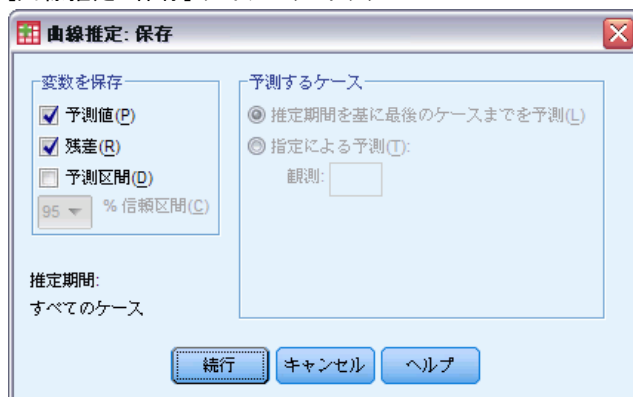 曲線推定: 保存
変数を保存
予測値(P)
残差(R)
予測区間(D)
95 % 信頼区間(C)
推定期間:
すべてのケース
予測するケース
推定期間を基に最後のケースまでを予測(L)
指定による予測(T):
観測:
続行 キャンセル ヘルプ